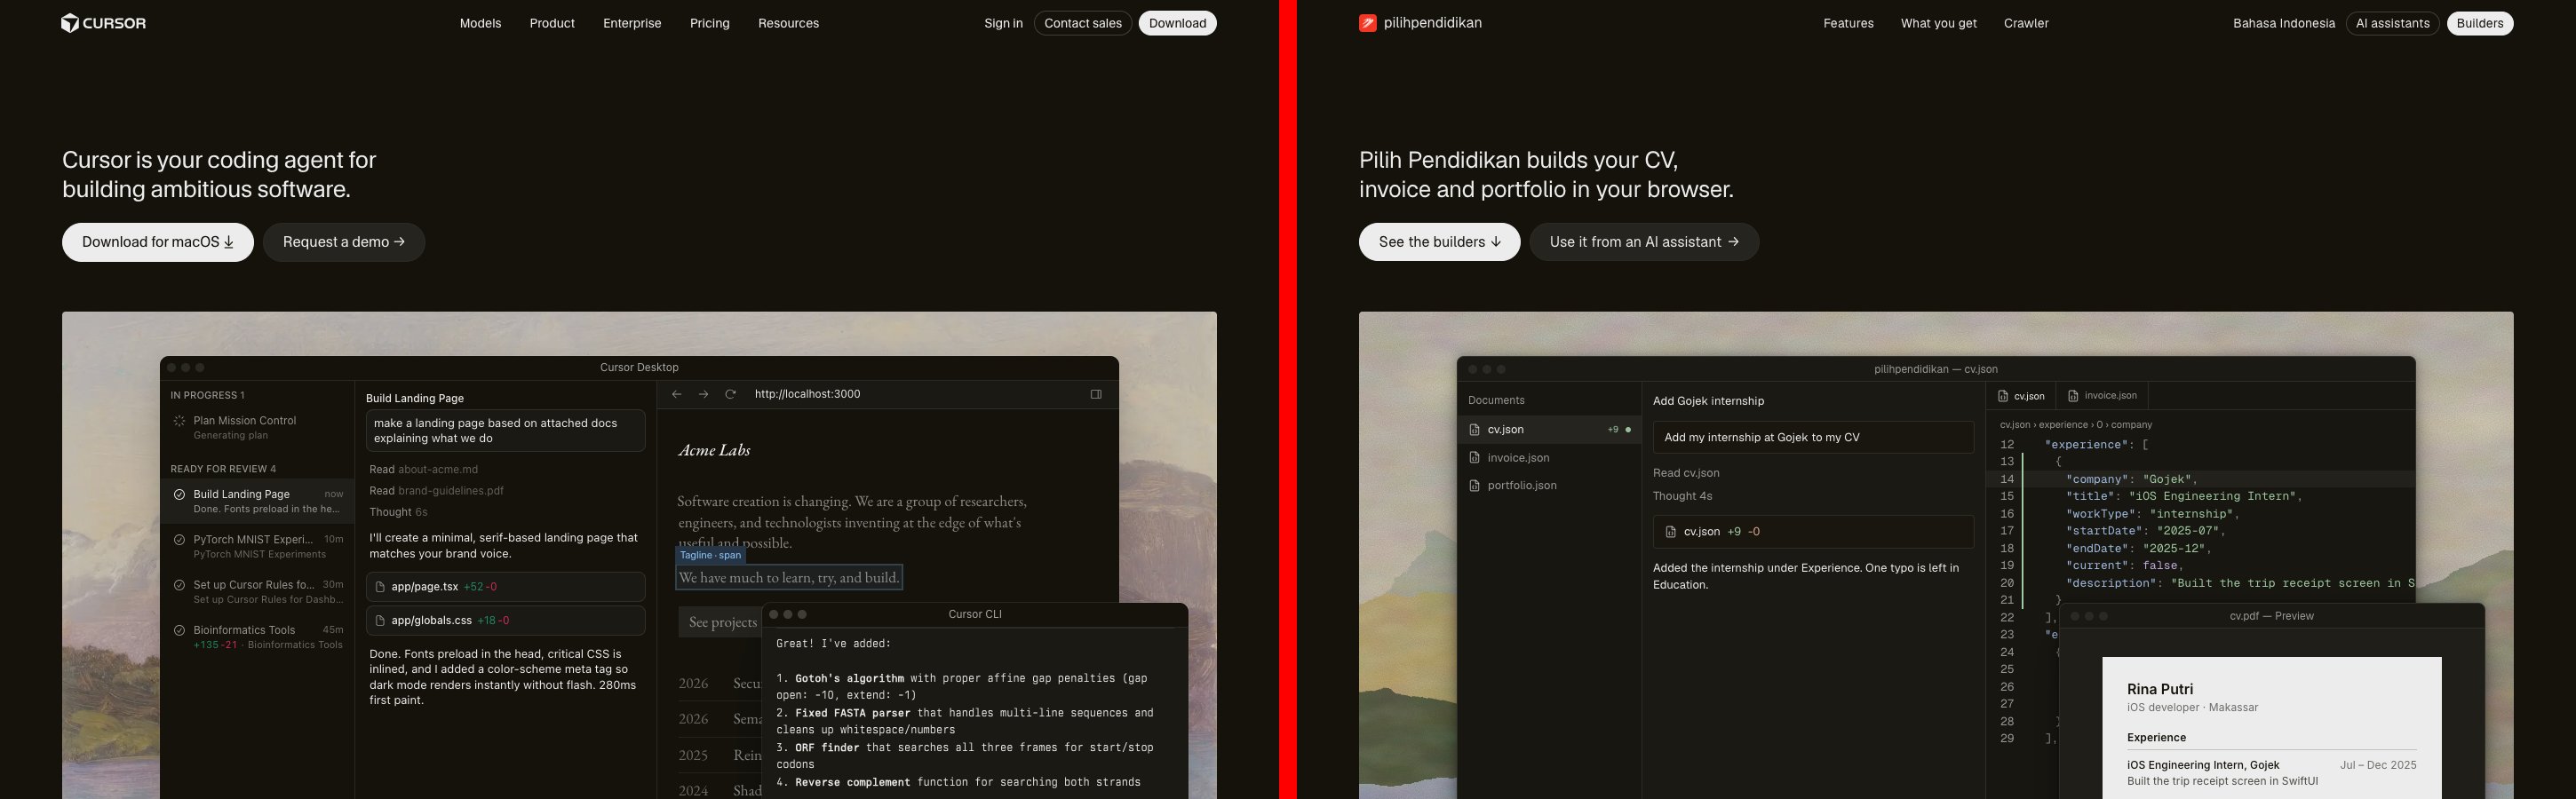 CURSOR
Models Product Enterprise Pricing Resources
Sign in Contact sales Download
Cursor is your coding agent for
building ambitious software.
Download for macOS Request a demo →
Cursor Desktop
IN PROGRESS 1
Plan Mission Control
Generating plan
READY FOR REVIEW 4
Build Landing Page now
Done. Fonts preload in the he...
PyTorch MNIST Experi... 10m
PyTorch MNIST Experiments
Set up Cursor Rules fo... 30m
Set up Cursor Rules for Dashb...
Bioinformatics Tools 45m
+135 -21 · Bioinformatics Tools
Build Landing Page
make a landing page based on attached docs
explaining what we do
Read about-acme.md
Read brand-guidelines.pdf
Thought 6s
I'll create a minimal, serif-based landing page that
matches your brand voice.
app/page.tsx +52 -0
app/globals.css +18 -0
Done. Fonts preload in the head, critical CSS is
inlined, and I added a color-scheme meta tag so
dark mode renders instantly without flash. 280ms
first paint.
http://localhost:3000
Acme Labs
Software creation is changing. We are a group of researchers,
engineers, and technologists inventing at the edge of what's
useful and possible.
Tagline · span
We have much to learn, try, and build.
See projects
2026 Secu
2026 Sema
2025 Rein
2024 Shad
Cursor CLI
Great! I've added:
1. Gotoh's algorithm with proper affine gap penalties (gap
open: -10, extend: -1)
2. Fixed FASTA parser that handles multi-line sequences and
cleans up whitespace/numbers
3. ORF finder that searches all three frames for start/stop
codons
4. Reverse complement function for searching both strands
pilihpendidikan
Features What you get Crawler
Bahasa Indonesia AI assistants Builders
Pilih Pendidikan builds your CV,
invoice and portfolio in your browser.
See the builders ↓ Use it from an AI assistant →
pilihpendidikan — cv.json
Documents
cv.json +9
invoice.json
portfolio.json
Add Gojek internship
Add my internship at Gojek to my CV
Read cv.json
Thought 4s
cv.json +9 -0
Added the internship under Experience. One typo is left in
Education.
cv.json invoice.json
cv.json › experience › 0 › company
12 "experience": [
13 {
14 "company": "Gojek",
15 "title": "iOS Engineering Intern",
16 "workType": "internship",
17 "startDate": "2025-07",
18 "endDate": "2025-12",
19 "current": false,
20 "description": "Built the trip receipt screen in S
21 }
22 ],
23 "e
24 {
25
26
27
28 }
29 ],
cv.pdf — Preview
Rina Putri
iOS developer · Makassar
Experience
iOS Engineering Intern, Gojek Jul – Dec 2025
Built the trip receipt screen in SwiftUI